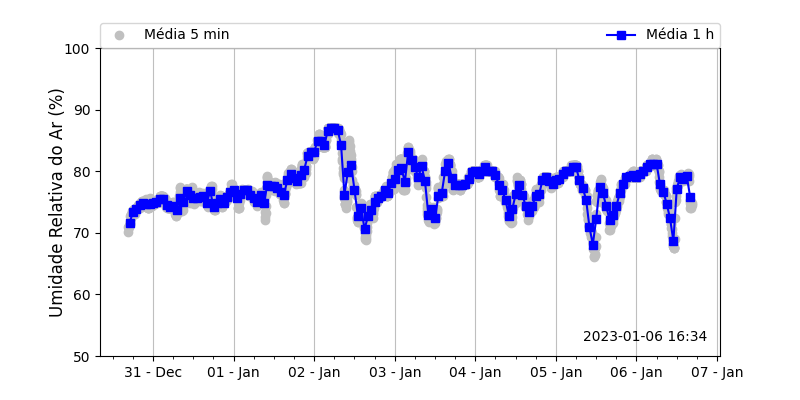 Média 5 min
Média 1 h
Umidade Relativa do Ar (%)
100
90
80
70
60
50
2023-01-06 16:34
31 - Dec
01 - Jan
02 - Jan
03 - Jan
04 - Jan
05 - Jan
06 - Jan
07 - Jan